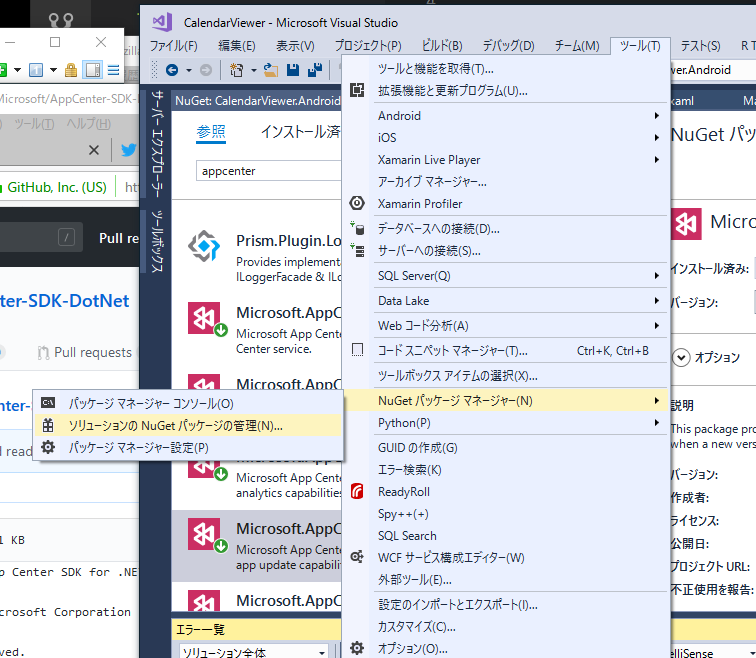 CalendarViewer - Microsoft Visual Studio
ファイル(F) 編集(E) 表示(V) プロジェクト(P) ビルド(B) デバッグ(D) チーム(M) ツール(T) テスト(S) R T
Microsoft/AppCenter-SDK-
ツール(T) ヘルプ(H)
GitHub, Inc. (US)
Pull re
ter-SDK-DotNet
Pull requests
サーバー エクスプローラー
ツールボックス
NuGet: CalendarViewer.Android
参照 インストール済
appcenter
Prism.Plugin.Lo
Provides implement
ILoggerFacade & ILo
Microsoft.AppC
Microsoft App Cente
Center service.
Microsoft.AppC
Microsoft App Cente
analytics capabilities
Microsoft.AppC
Microsoft App Cente
app update capabili
Microsoft.AppC
エラー一覧
ソリューション全体
ツールと機能を取得(T)...
拡張機能と更新プログラム(U)...
Android
iOS
Xamarin Live Player
アーカイブ マネージャー...
Xamarin Profiler
データベースへの接続(D)...
サーバーへの接続(S)...
SQL Server(Q)
Data Lake
Web コード分析(A)
コード スニペット マネージャー(T)... Ctrl+K, Ctrl+B
ツールボックス アイテムの選択(X)...
NuGet パッケージ マネージャー(N)
Python(P)
GUID の作成(G)
エラー検索(K)
ReadyRoll
Spy++(+)
SQL Search
WCF サービス構成エディター(W)
外部ツール(E)...
設定のインポートとエクスポート(I)...
カスタマイズ(C)...
オプション(O)...
パッケージ マネージャー コンソール(O)
ソリューションの NuGet パッケージの管理(N)...
パッケージ マネージャー設定(P)
wer.Android
xaml Ma
NuGet パッ
Micro
インストール済み:
バージョン:
オプション
説明
This package pro
when a new vers
バージョン:
作成者:
ライセンス:
公開日:
プロジェクト URL:
不正使用を報告:
elliSense
ter-
d read
1 KB
p Center SDK for .NE
crosoft Corporation
ved.